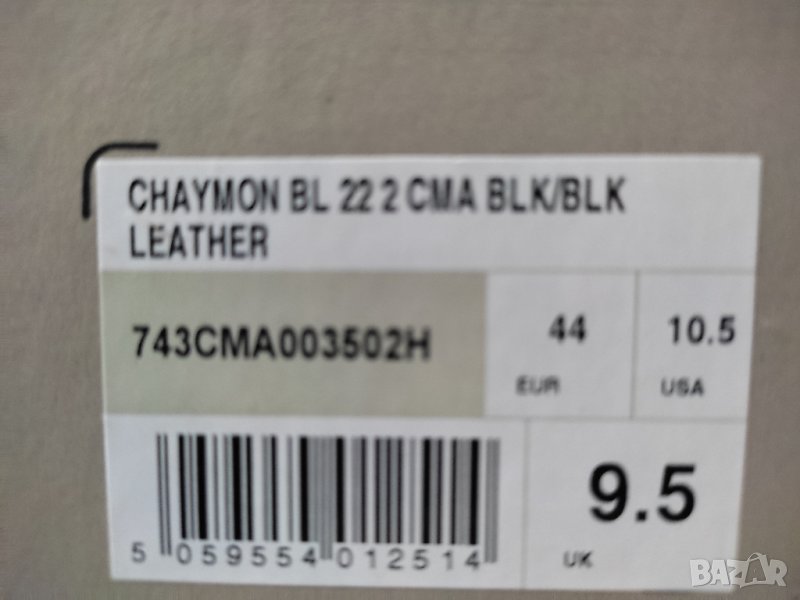 CHAYMON BL 22 2 CMA BLK/BLK
LEATHER
743CMA003502H
44
EUR
10.5
USA
5 059554 012514
9.5
UK
BAZAR